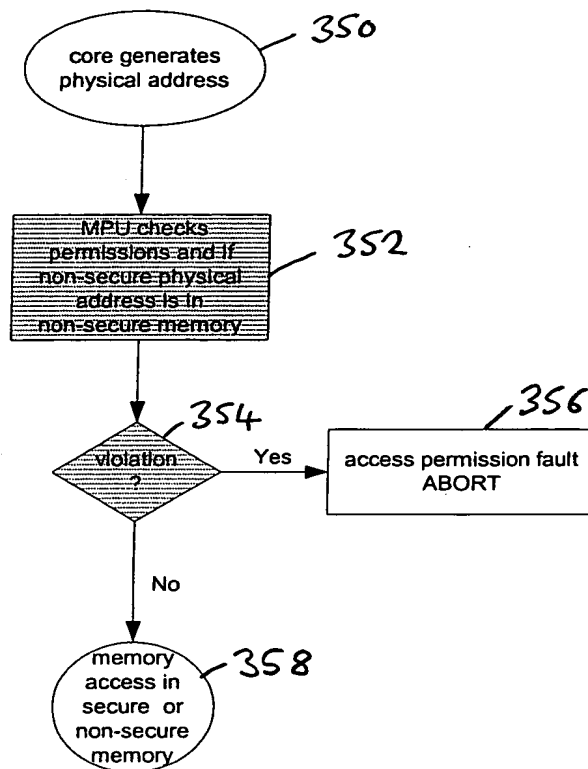 350
core generates
physical address
MPU checks
permissions and if
non-secure physical
address is in
non-secure memory
352
354
violation
?
Yes
356
access permission fault
ABORT
No
358
memory
access in
secure or
non-secure
memory